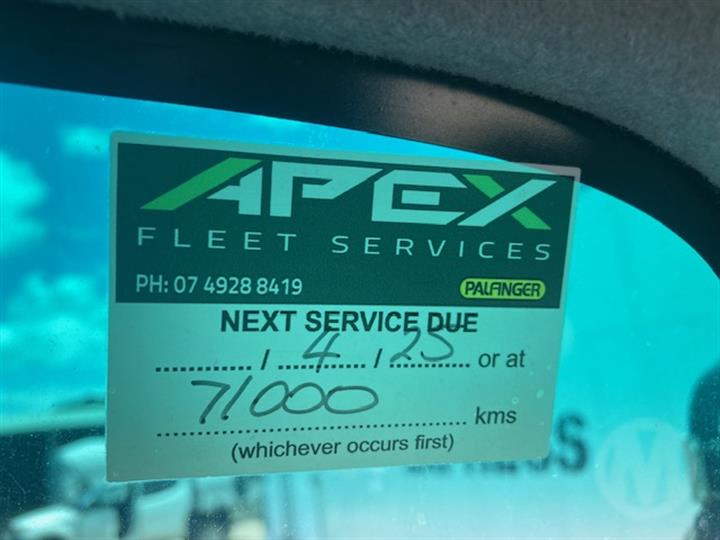 APEX
FLEET SERVICES
PH: 07 4928 8419 PALFINGER
NEXT SERVICE DUE
............ / ....4.... / ..25.... or at
71000 kms
(whichever occurs first)